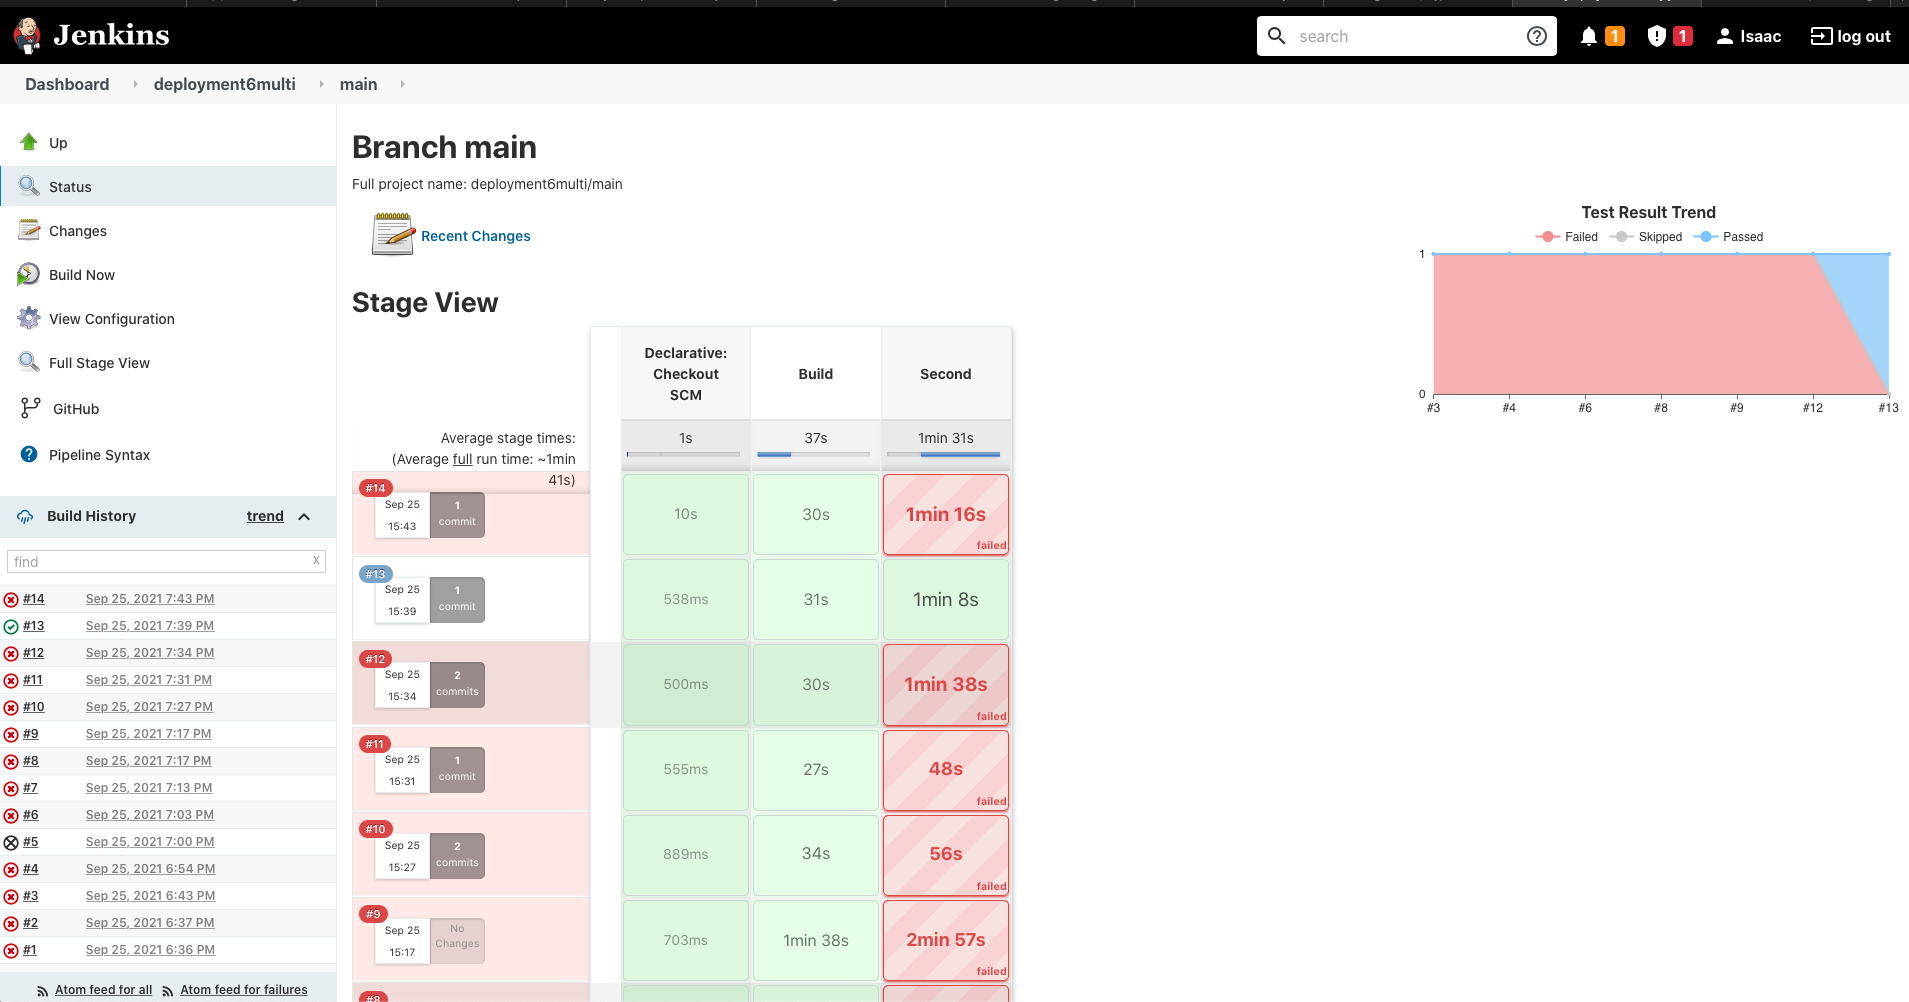 Jenkins
search
1
1
Isaac
log out
Dashboard
deployment6multi
main
Up
Status
Changes
Build Now
View Configuration
Full Stage View
GitHub
Pipeline Syntax
Build History
trend
find
x
#14 Sep 25, 2021 7:43 PM
#13 Sep 25, 2021 7:39 PM
#12 Sep 25, 2021 7:34 PM
#11 Sep 25, 2021 7:31 PM
#10 Sep 25, 2021 7:27 PM
#9 Sep 25, 2021 7:17 PM
#8 Sep 25, 2021 7:17 PM
#7 Sep 25, 2021 7:13 PM
#6 Sep 25, 2021 7:03 PM
#5 Sep 25, 2021 7:00 PM
#4 Sep 25, 2021 6:54 PM
#3 Sep 25, 2021 6:43 PM
#2 Sep 25, 2021 6:37 PM
#1 Sep 25, 2021 6:36 PM
Atom feed for all
Atom feed for failures
Branch main
Full project name: deployment6multi/main
Recent Changes
Stage View
Declarative:
Checkout
SCM
Build
Second
Average stage times:
(Average full run time: ~1min
41s)
1s
37s
1min 31s
#14
Sep 25
15:43
1
commit
10s
30s
1min 16s
failed
#13
Sep 25
15:39
1
commit
538ms
31s
1min 8s
#12
Sep 25
15:34
2
commits
500ms
30s
1min 38s
failed
#11
Sep 25
15:31
1
commit
555ms
27s
48s
failed
#10
Sep 25
15:27
2
commits
889ms
34s
56s
failed
#9
Sep 25
15:17
No
Changes
703ms
1min 38s
2min 57s
failed
#8
Test Result Trend
Failed Skipped Passed
1
0
#3 #4 #6 #8 #9 #12 #13